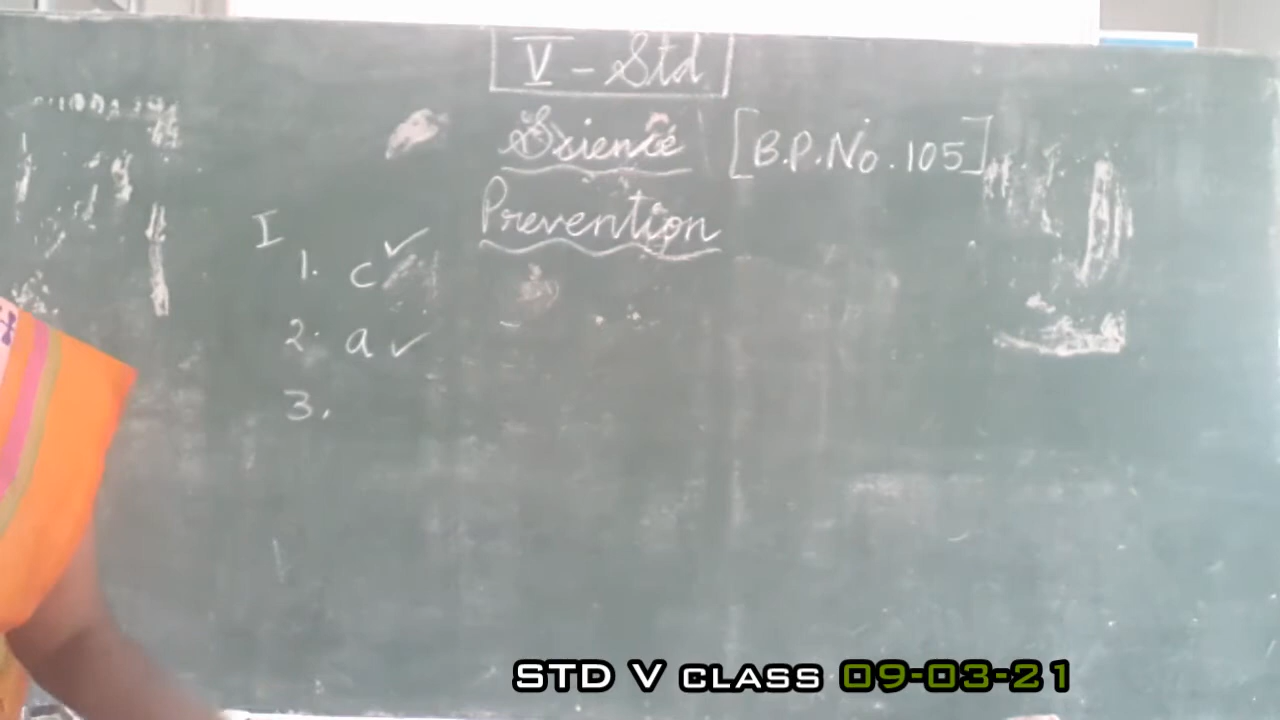 V - Std
Science [B.P.No. 105]
Prevention
I
1. c ✓
2. a ✓
3.
STD V CLASS 09-03-21